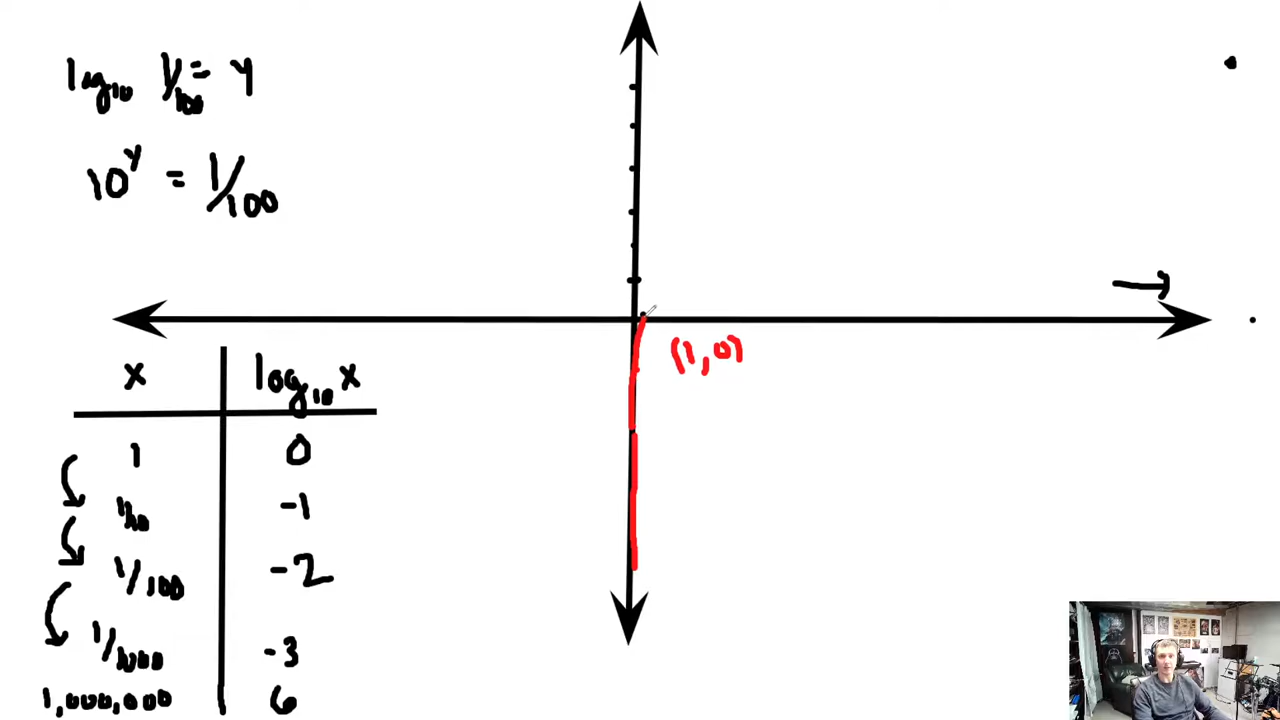 log₁₀ 1/100 = y
10^y = 1/100
(1,0)
x log₁₀ x
1 0
1/10 -1
1/100 -2
1/1000 -3
1,000,000 6